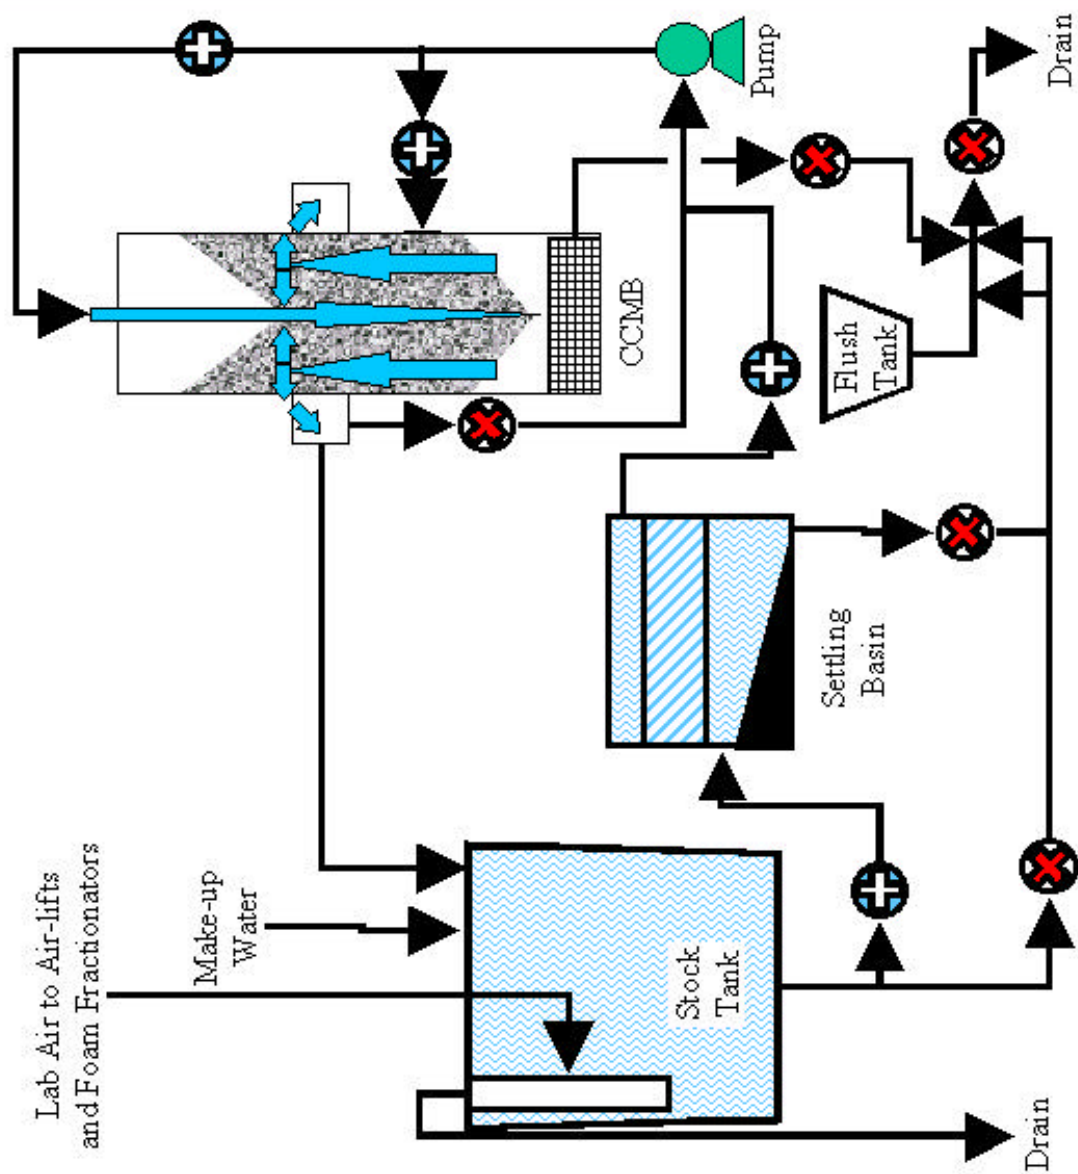 Lab Air to Air-lifts
and Foam Fractionators
Make-up
Water
Stock
Tank
Drain
Settling
Basin
CCMB
Flush
Tank
Pump
Drain